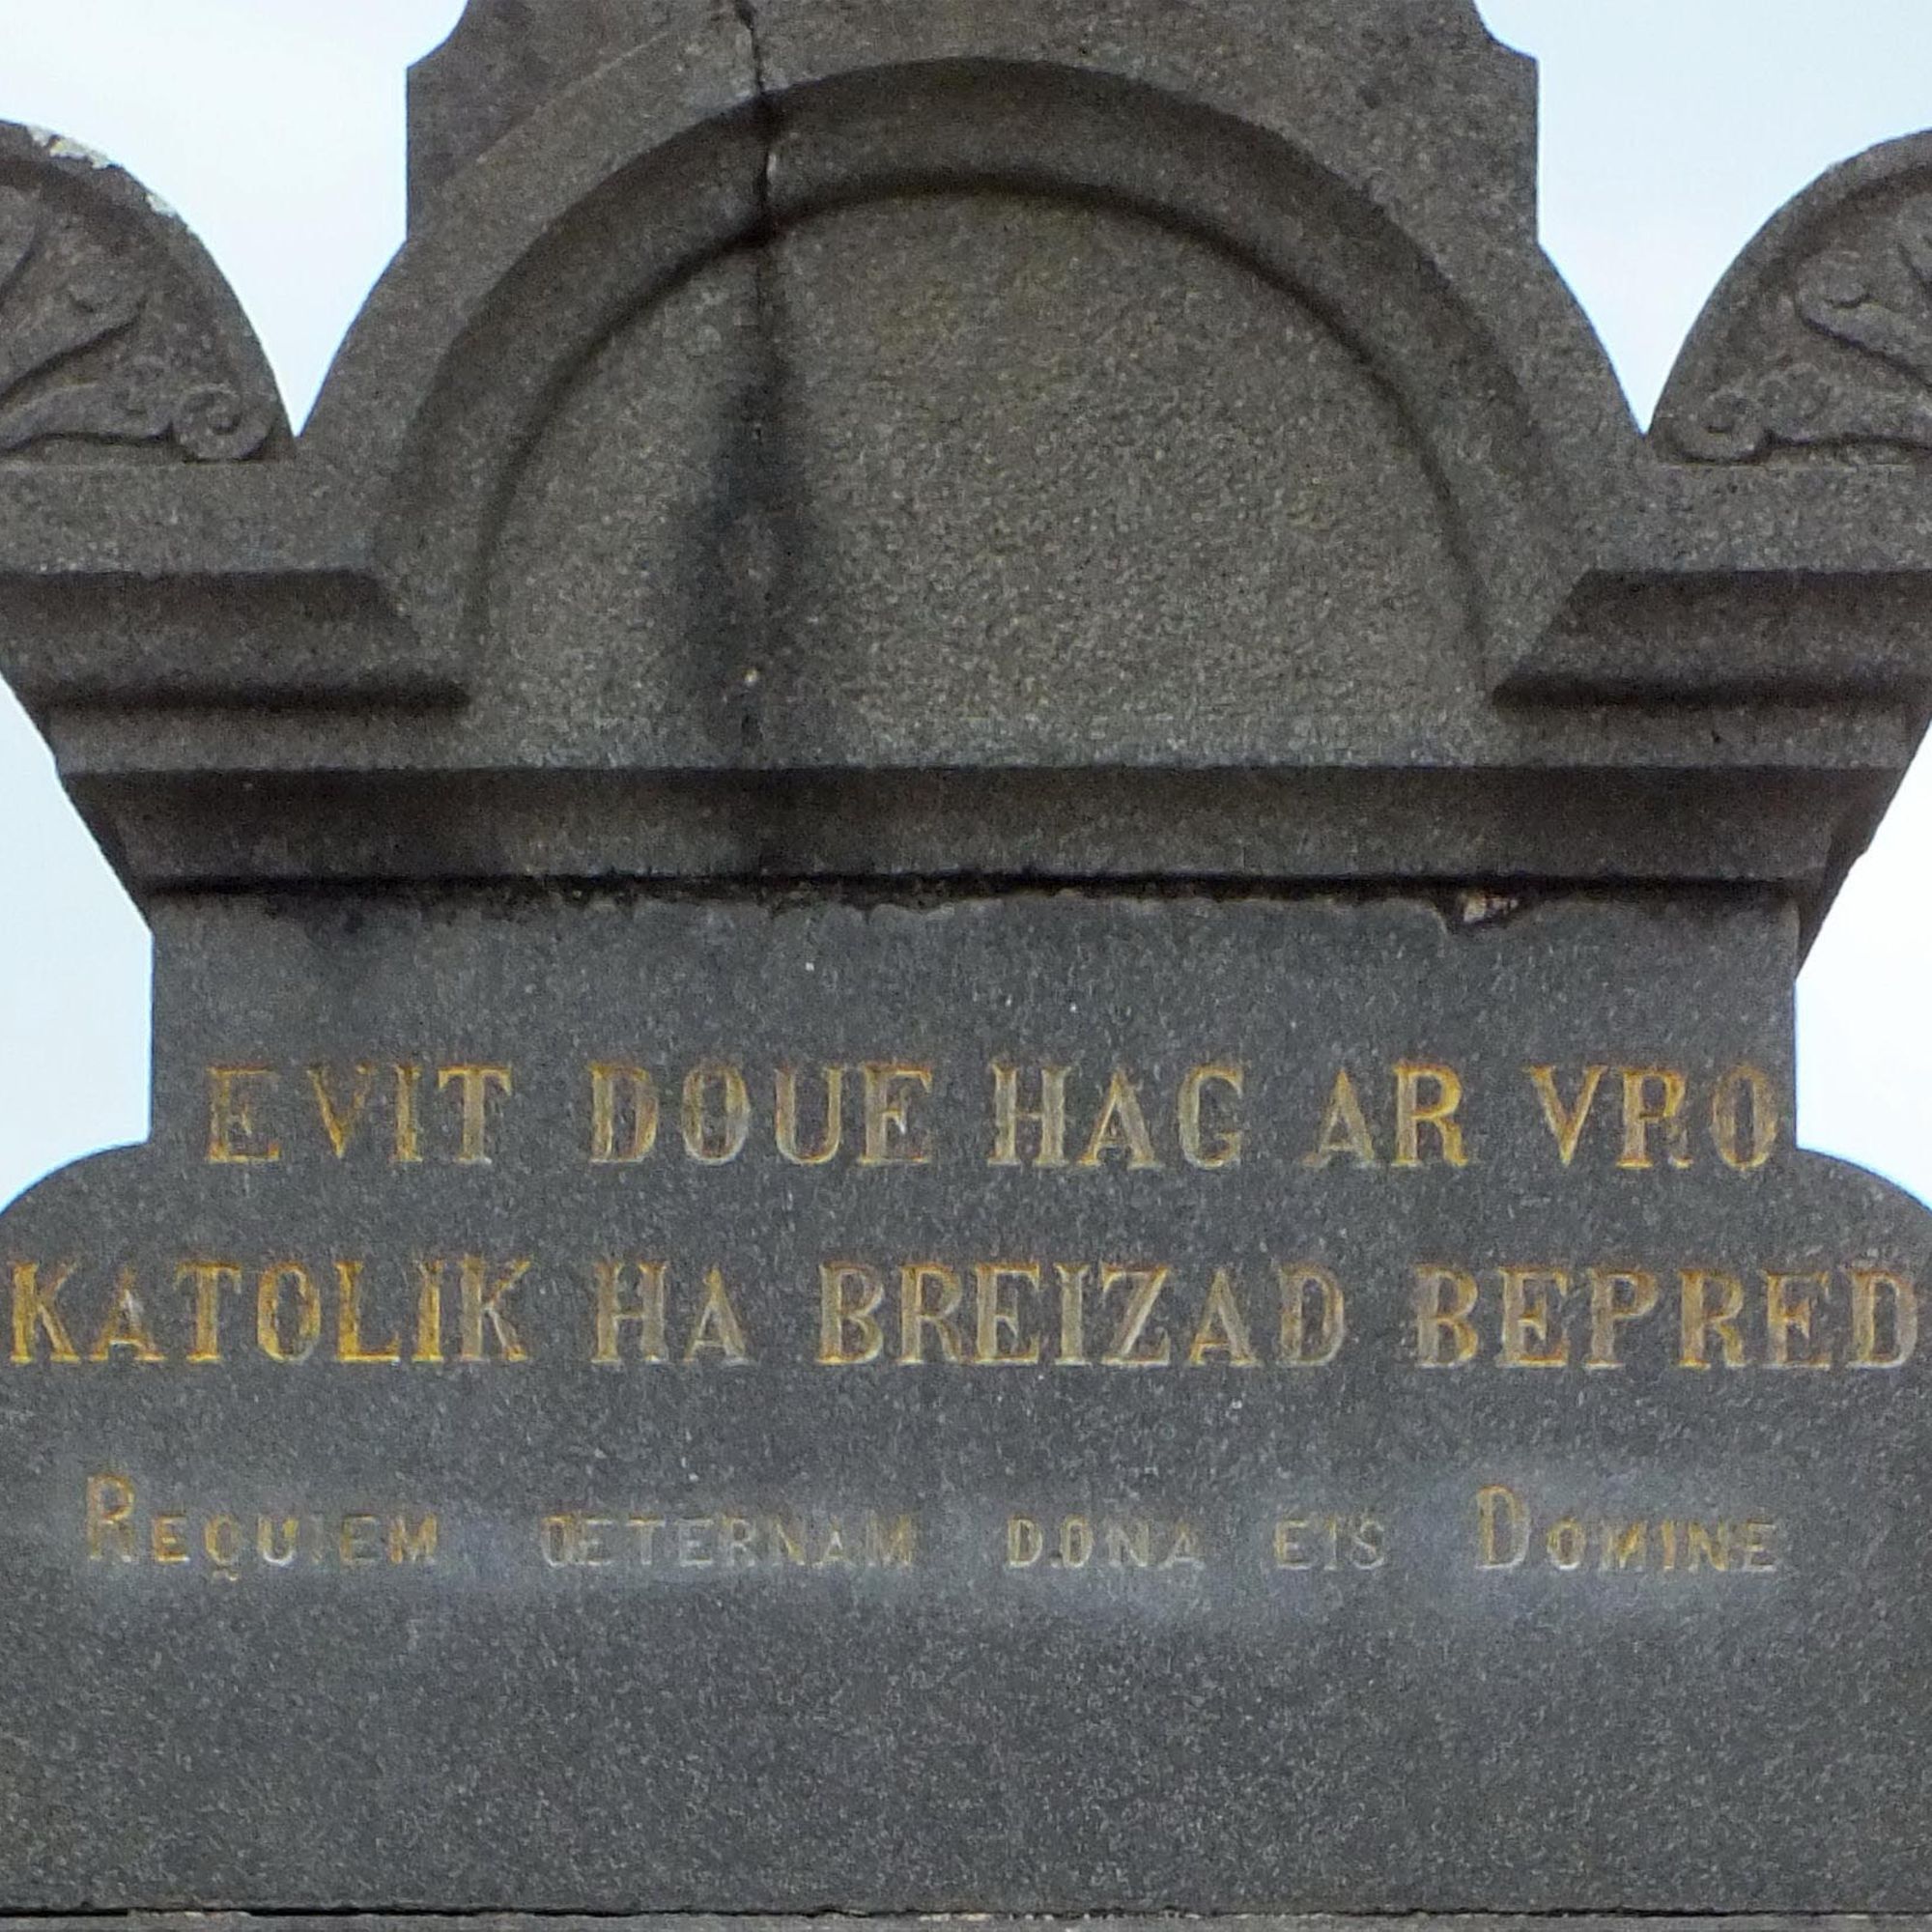 EVIT DOUE HAG AR VRO
KATOLIK HA BREIZAD BEPRED
REQUIEM ŒTERNAM DONA EIS DOMINE